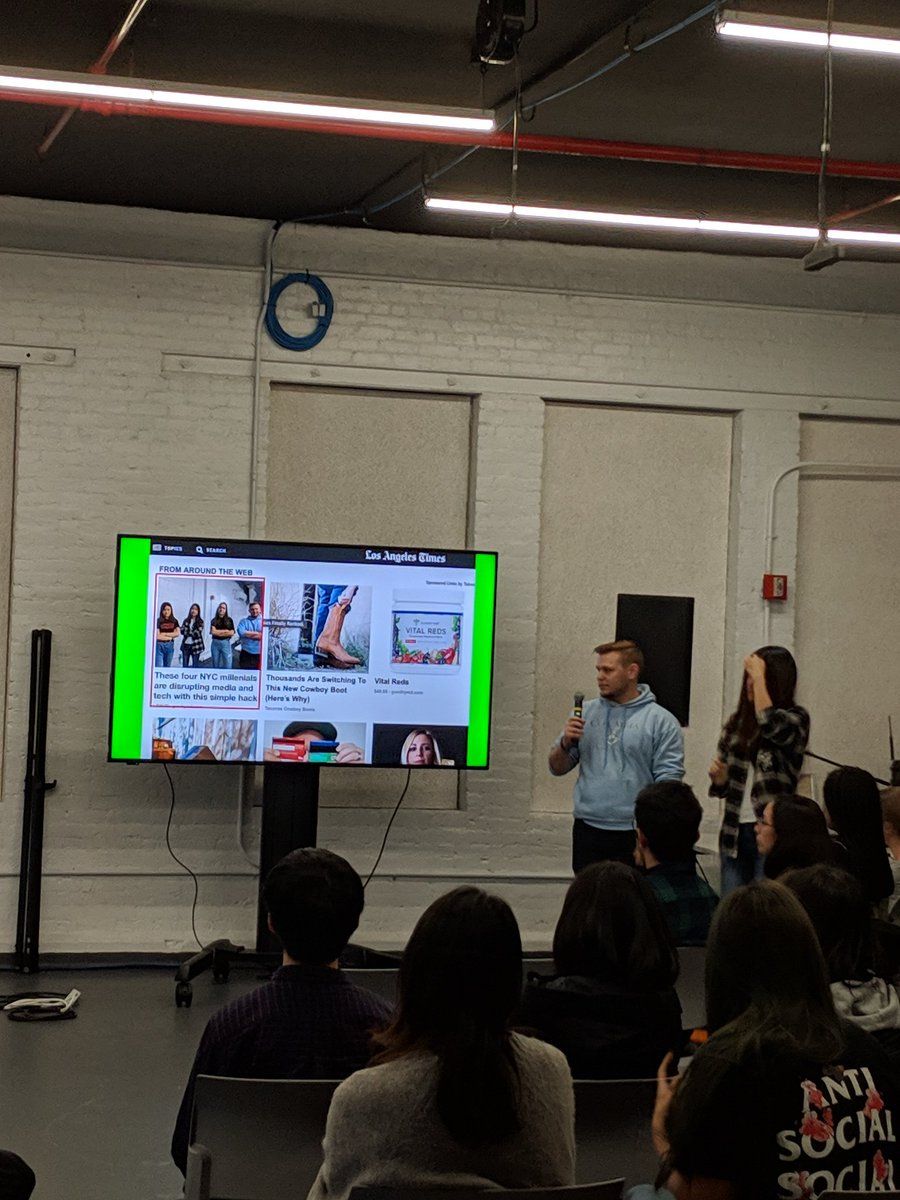 TOPICS
SEARCH
Los Angeles Times
FROM AROUND THE WEB
Sponsored Links by
These four NYC millenials
are disrupting media and
tech with this simple hack
Thousands Are Switching To
This New Cowboy Boot
(Here's Why)
Tecovas Cowboy Boots
Vital Reds
VITAL REDS
ANTI
SOCIAL
SOCIAL